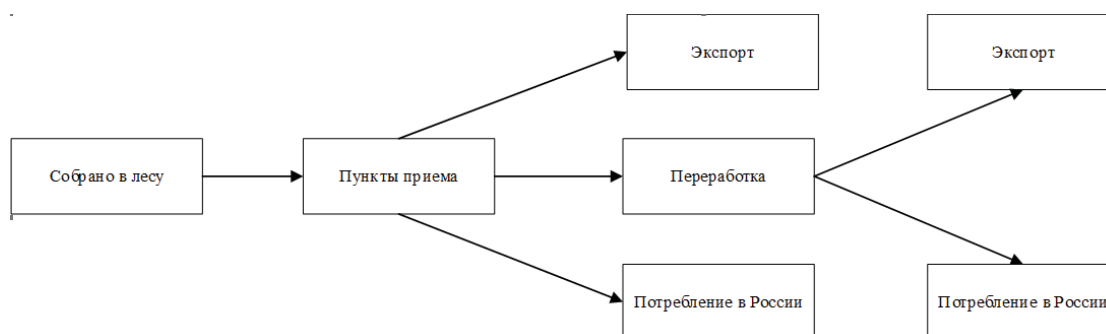 Экспорт
Экспорт
Собрано в лесу
Пункты приема
Переработка
Потребление в России
Потребление в России